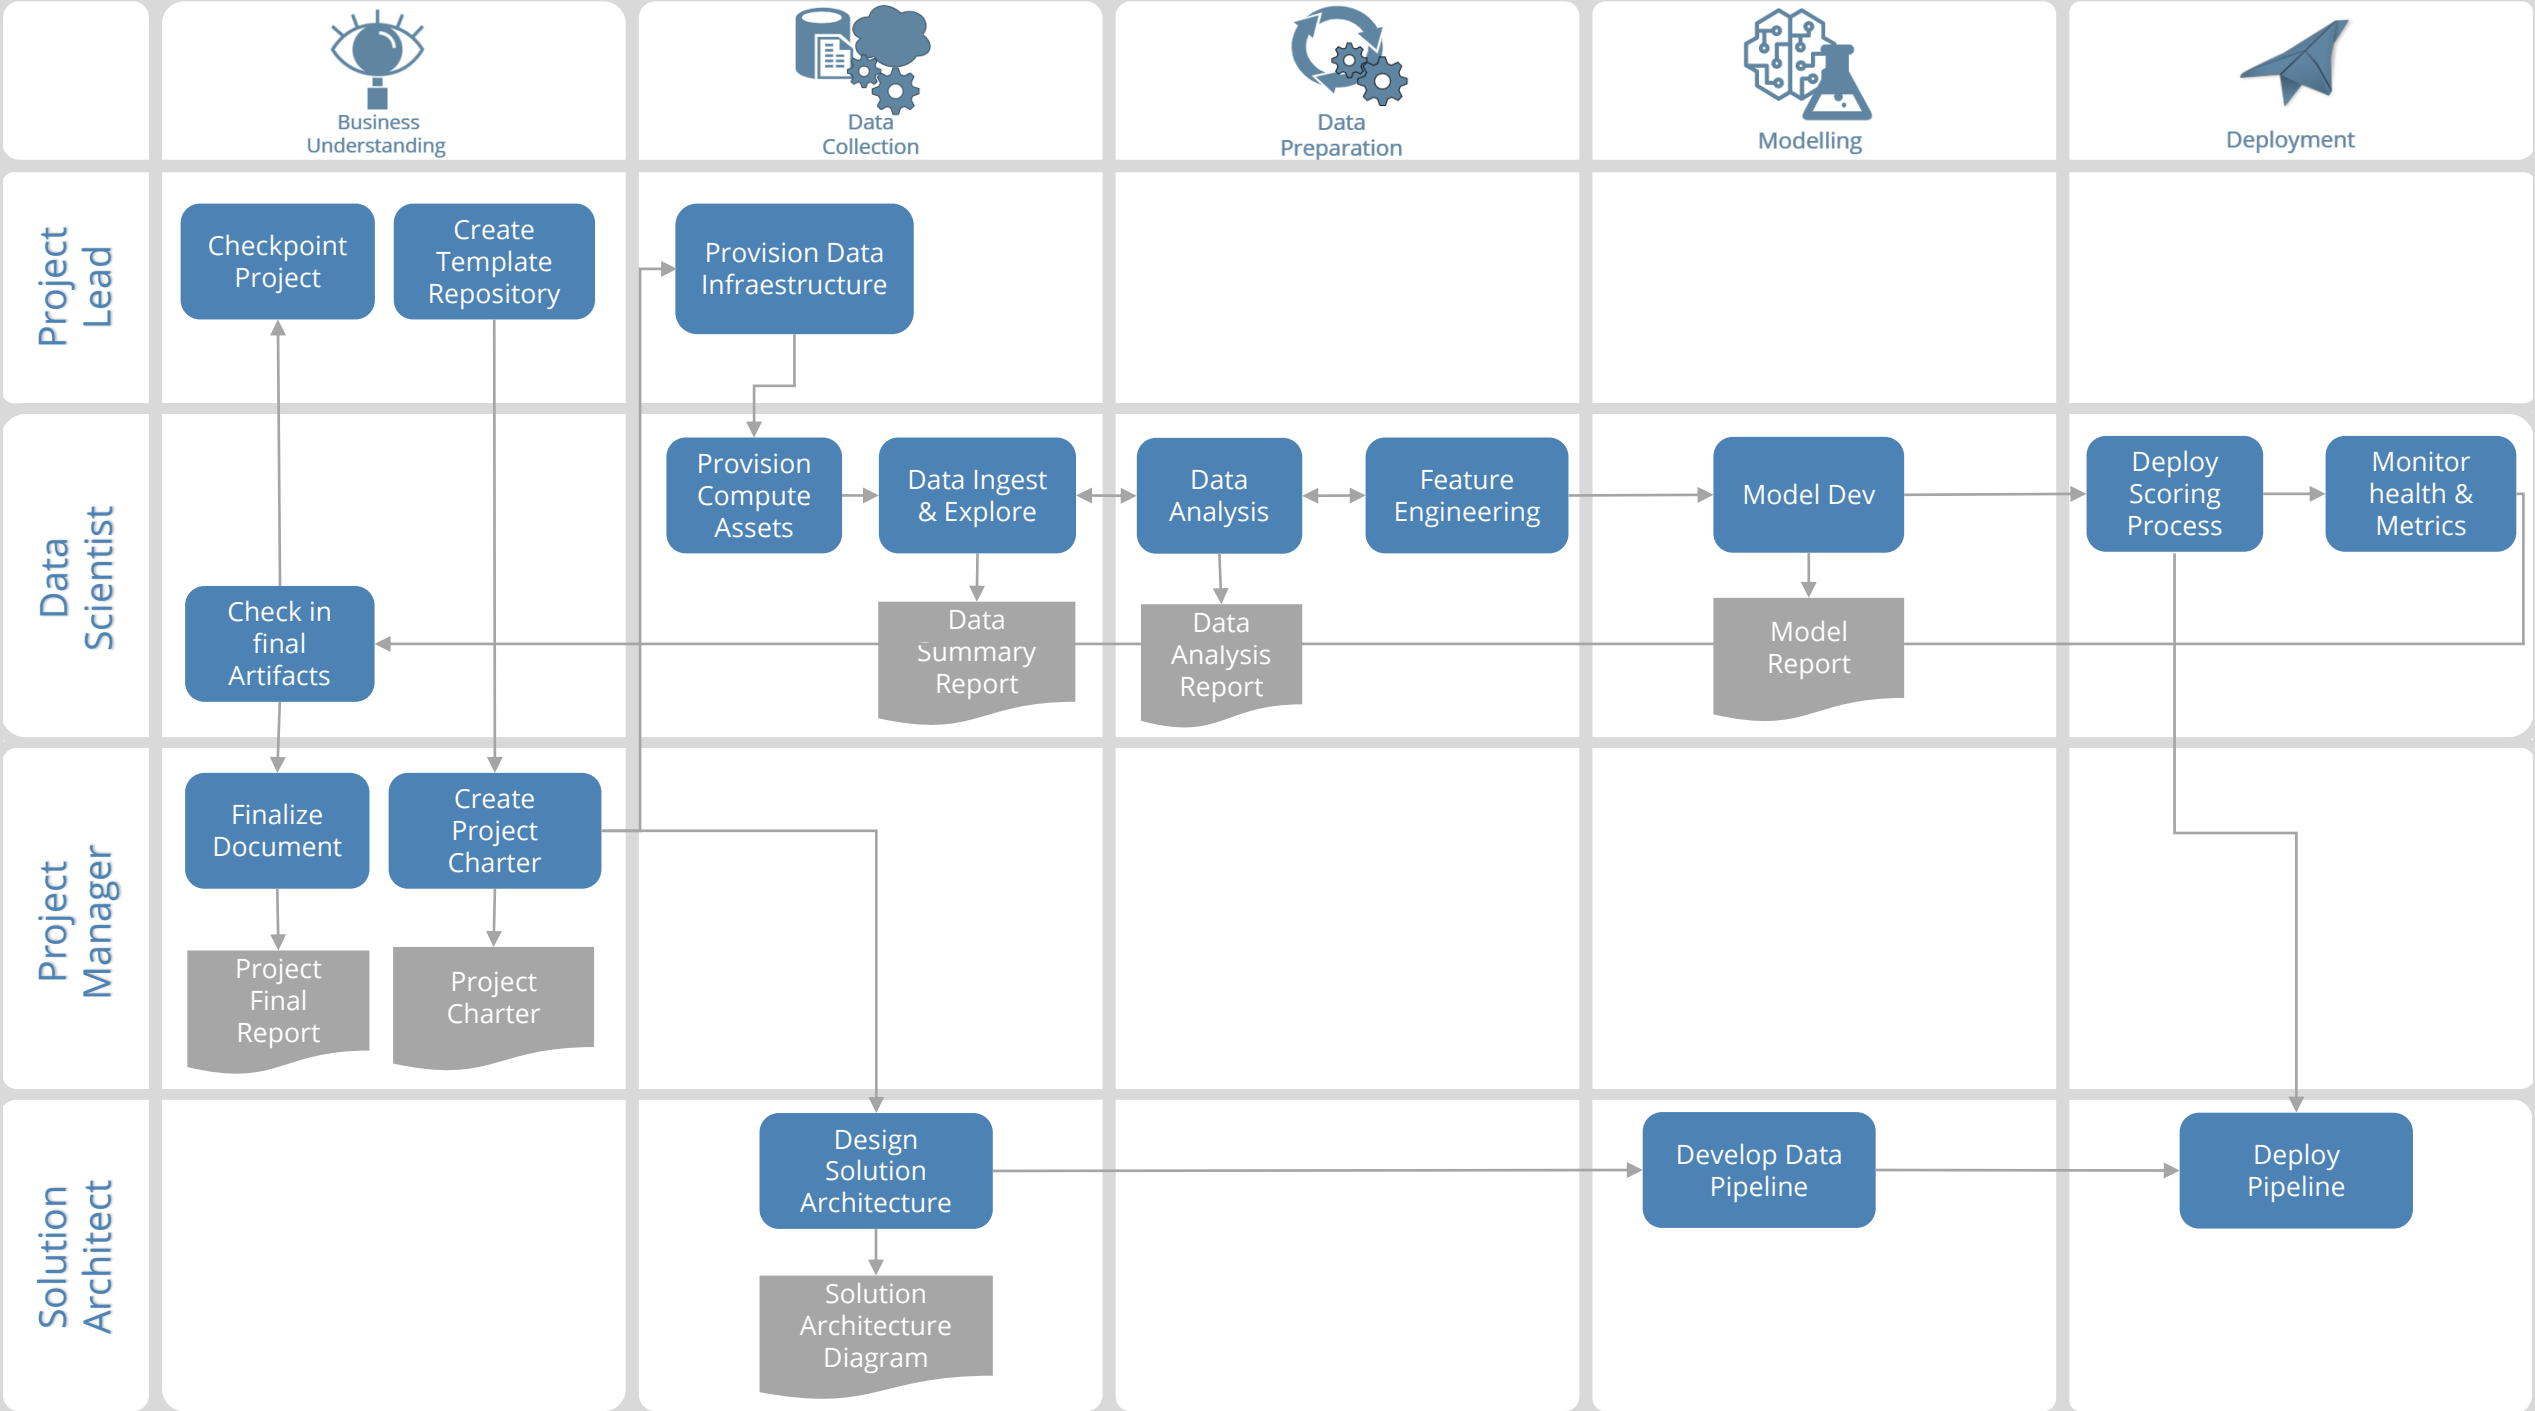 Business
Understanding
Data
Collection
Data
Preparation
Modelling
Deployment
Project
Lead
Checkpoint
Project
Create
Template
Repository
Provision Data
Infraestructure
Data
Scientist
Provision
Compute
Assets
Data Ingest
& Explore
Data
Analysis
Feature
Engineering
Model Dev
Deploy
Scoring
Process
Monitor
health &
Metrics
Check in
final
Artifacts
Data
Summary
Report
Data
Analysis
Report
Model
Report
Project
Manager
Finalize
Document
Create
Project
Charter
Project
Final
Report
Project
Charter
Solution
Architect
Design
Solution
Architecture
Develop Data
Pipeline
Deploy
Pipeline
Solution
Architecture
Diagram